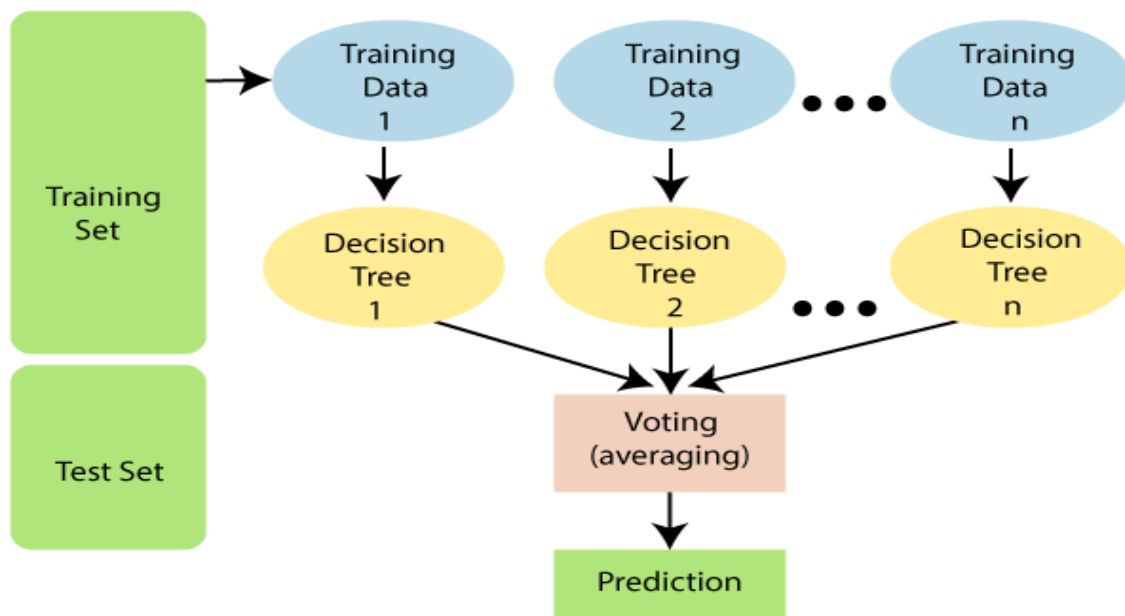 Training
Set
Training
Data
1
Training
Data
2
Training
Data
n
Decision
Tree
1
Decision
Tree
2
Decision
Tree
n
Test Set
Voting
(averaging)
Prediction